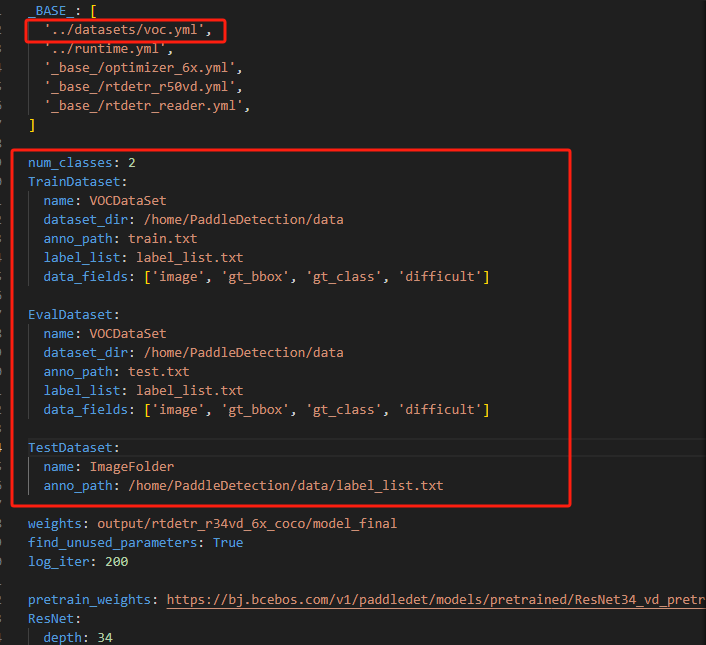 _BASE_: [
  '../datasets/voc.yml',
  '../runtime.yml',
  '_base_/optimizer_6x.yml',
  '_base_/rtdetr_r50vd.yml',
  '_base_/rtdetr_reader.yml',
]
num_classes: 2
TrainDataset:
  name: VOCDataSet
  dataset_dir: /home/PaddleDetection/data
  anno_path: train.txt
  label_list: label_list.txt
  data_fields: ['image', 'gt_bbox', 'gt_class', 'difficult']
EvalDataset:
  name: VOCDataSet
  dataset_dir: /home/PaddleDetection/data
  anno_path: test.txt
  label_list: label_list.txt
  data_fields: ['image', 'gt_bbox', 'gt_class', 'difficult']
TestDataset:
  name: ImageFolder
  anno_path: /home/PaddleDetection/data/label_list.txt
weights: output/rtdetr_r34vd_6x_coco/model_final
find_unused_parameters: True
log_iter: 200
pretrain_weights: https://bj.bcebos.com/v1/paddledet/models/pretrained/ResNet34_vd_pretr
ResNet:
  depth: 34